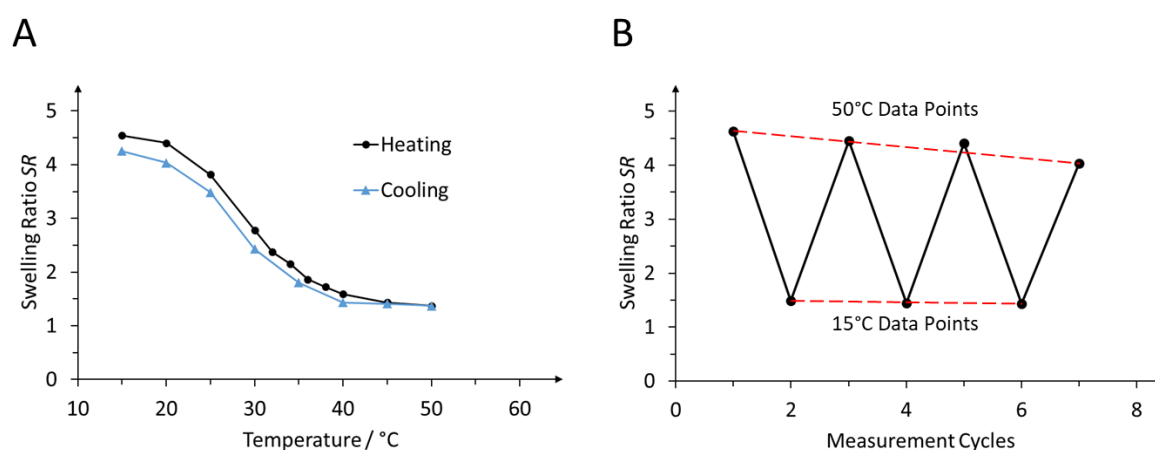 A
5
4
3
2
1
0
10
20
30
40
50
60
Swelling Ratio SR
Temperature / °C
Heating
Cooling
B
5
4
3
2
1
0
0
2
4
6
8
Swelling Ratio SR
Measurement Cycles
50°C Data Points
15°C Data Points